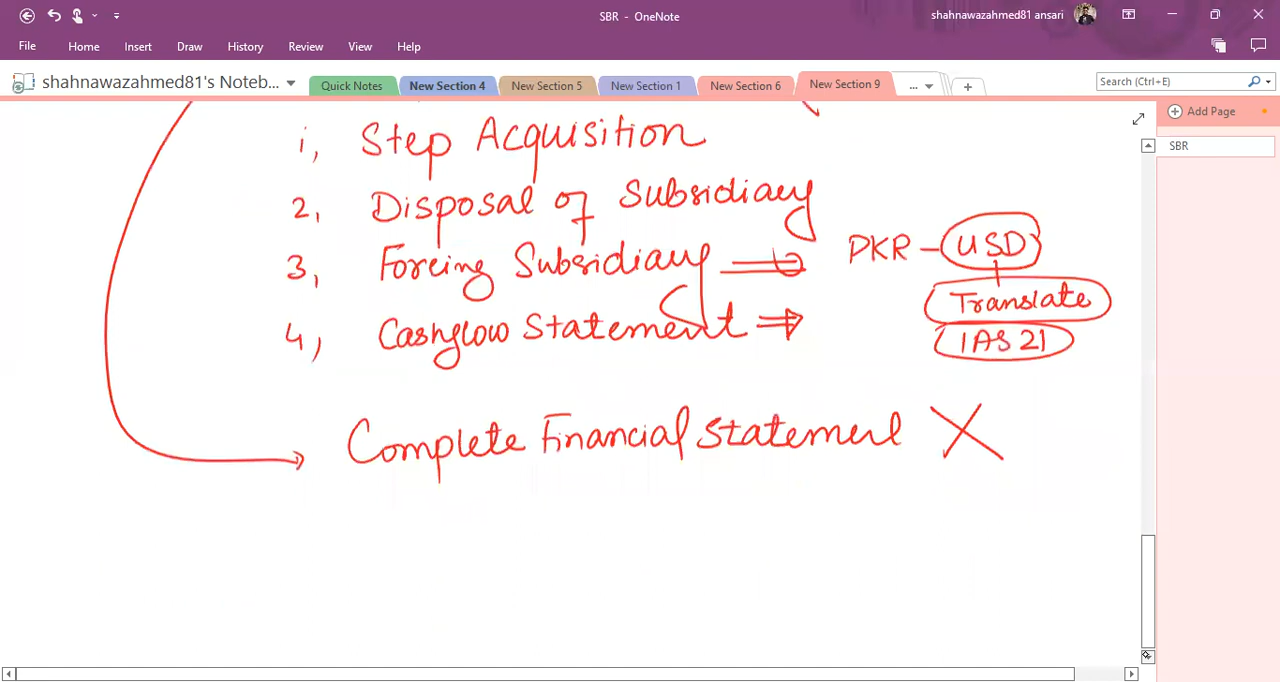 SBR - OneNote
shahnawazahmed81 ansari
File Home Insert Draw History Review View Help
shahnawazahmed81's Noteb...
Quick Notes New Section 4 New Section 5 New Section 1 New Section 6 New Section 9 ...
Search (Ctrl+E)
Add Page
SBR
i, Step Acquisition
2, Disposal of Subsidiary
3, Foreing Subsidiary ⇒ PKR - USD
Translate
IAS 21
4, Cashflow Statement ⇒
Complete Financial Statement X